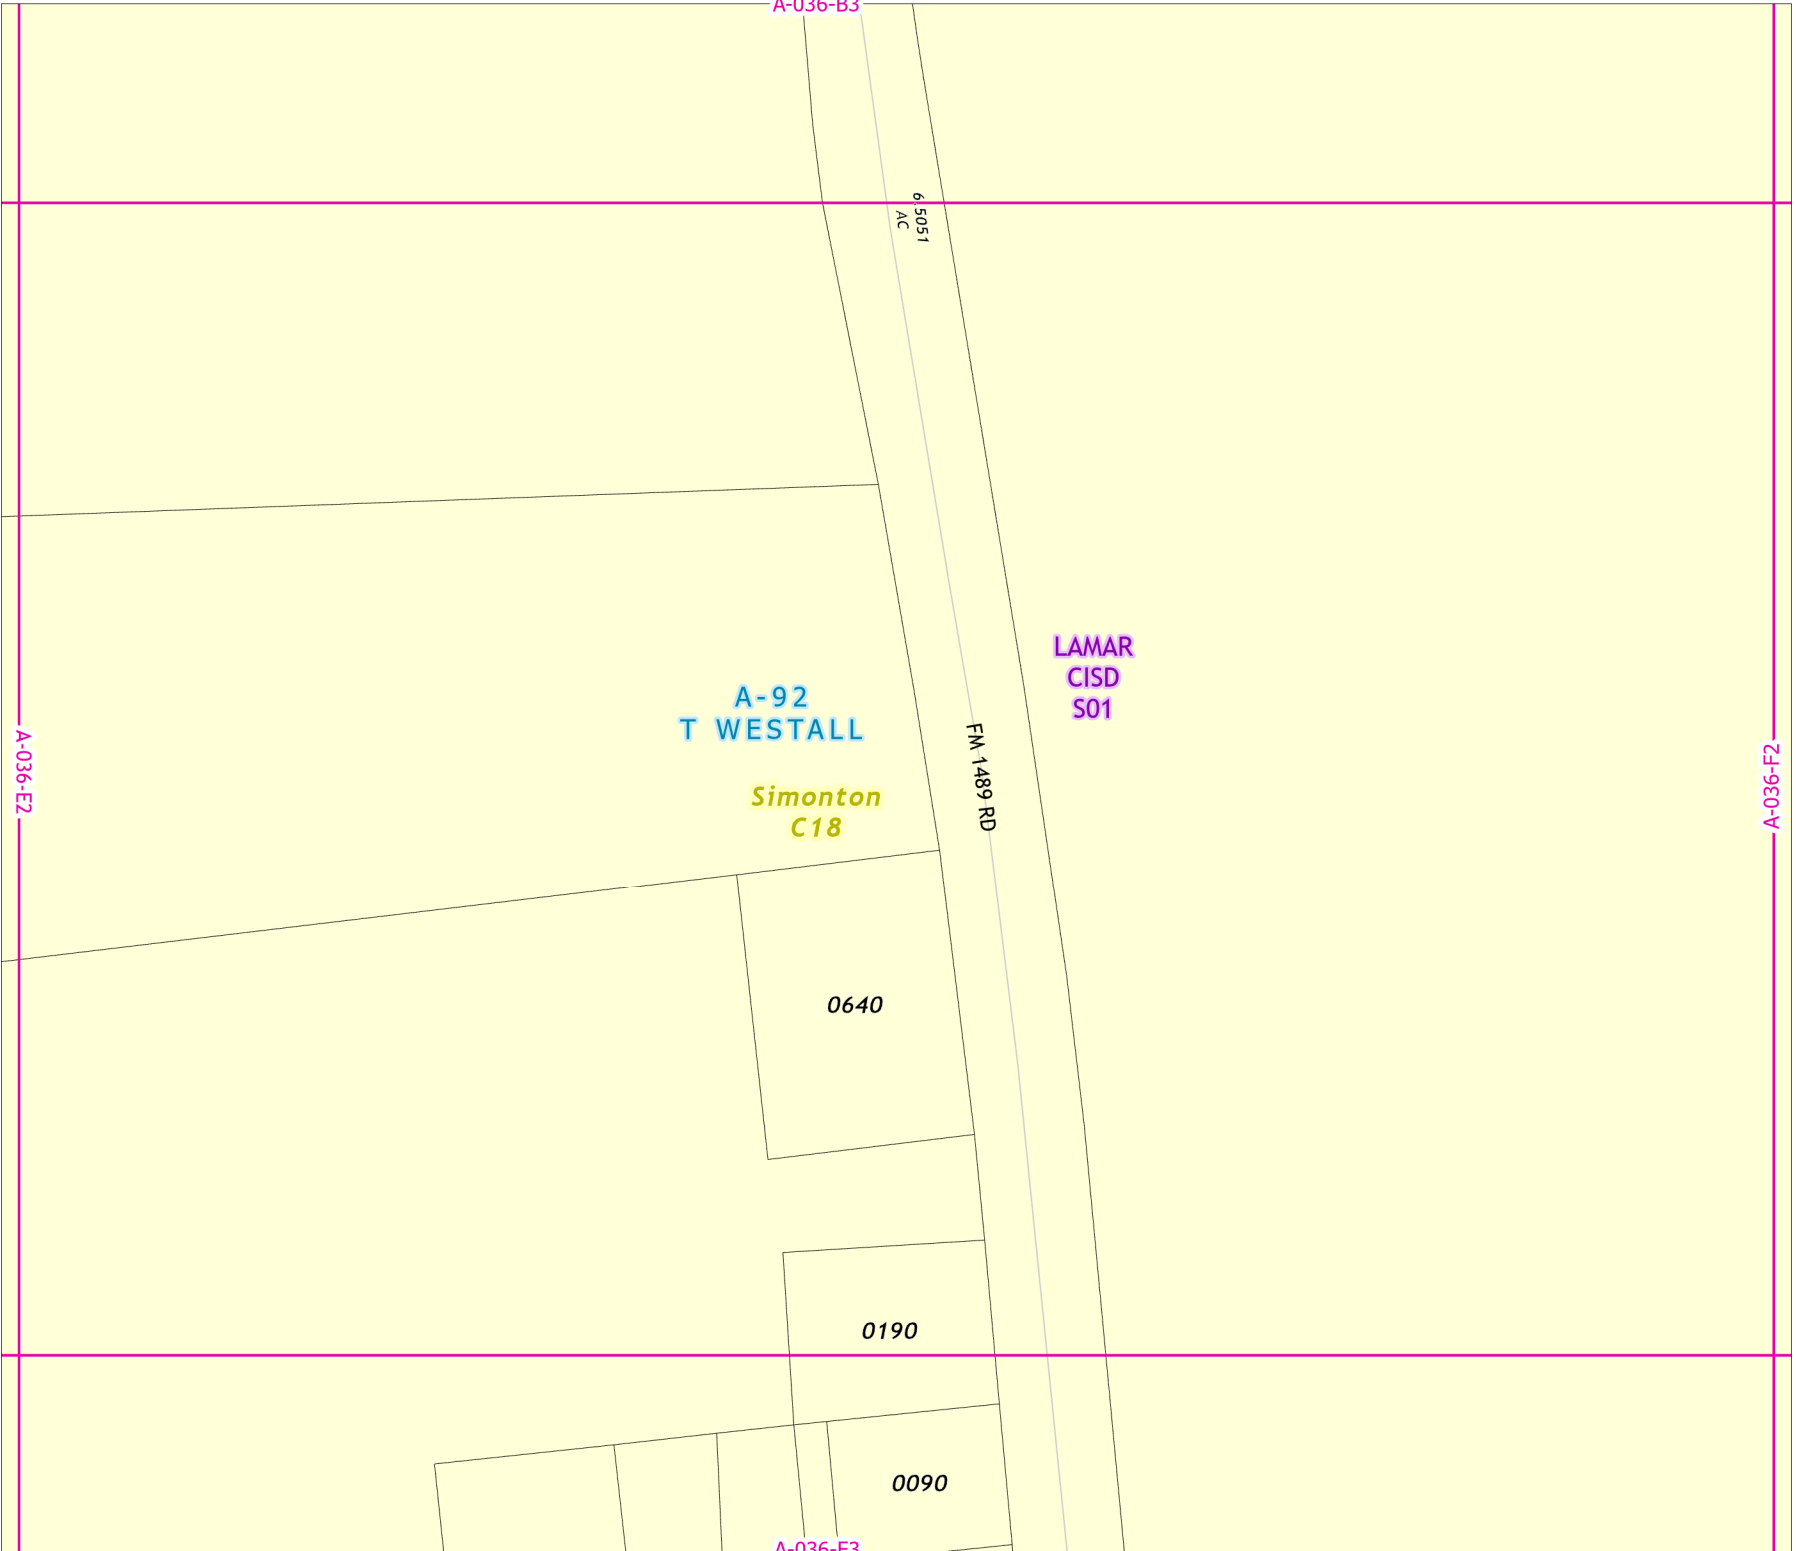 A-036-B3
6.5051
AC
LAMAR
CISD
S01
A-92
T WESTALL
FM 1489 RD
A-036-E2
A-036-F2
Simonton
C18
0640
0190
0090
A-036-F3